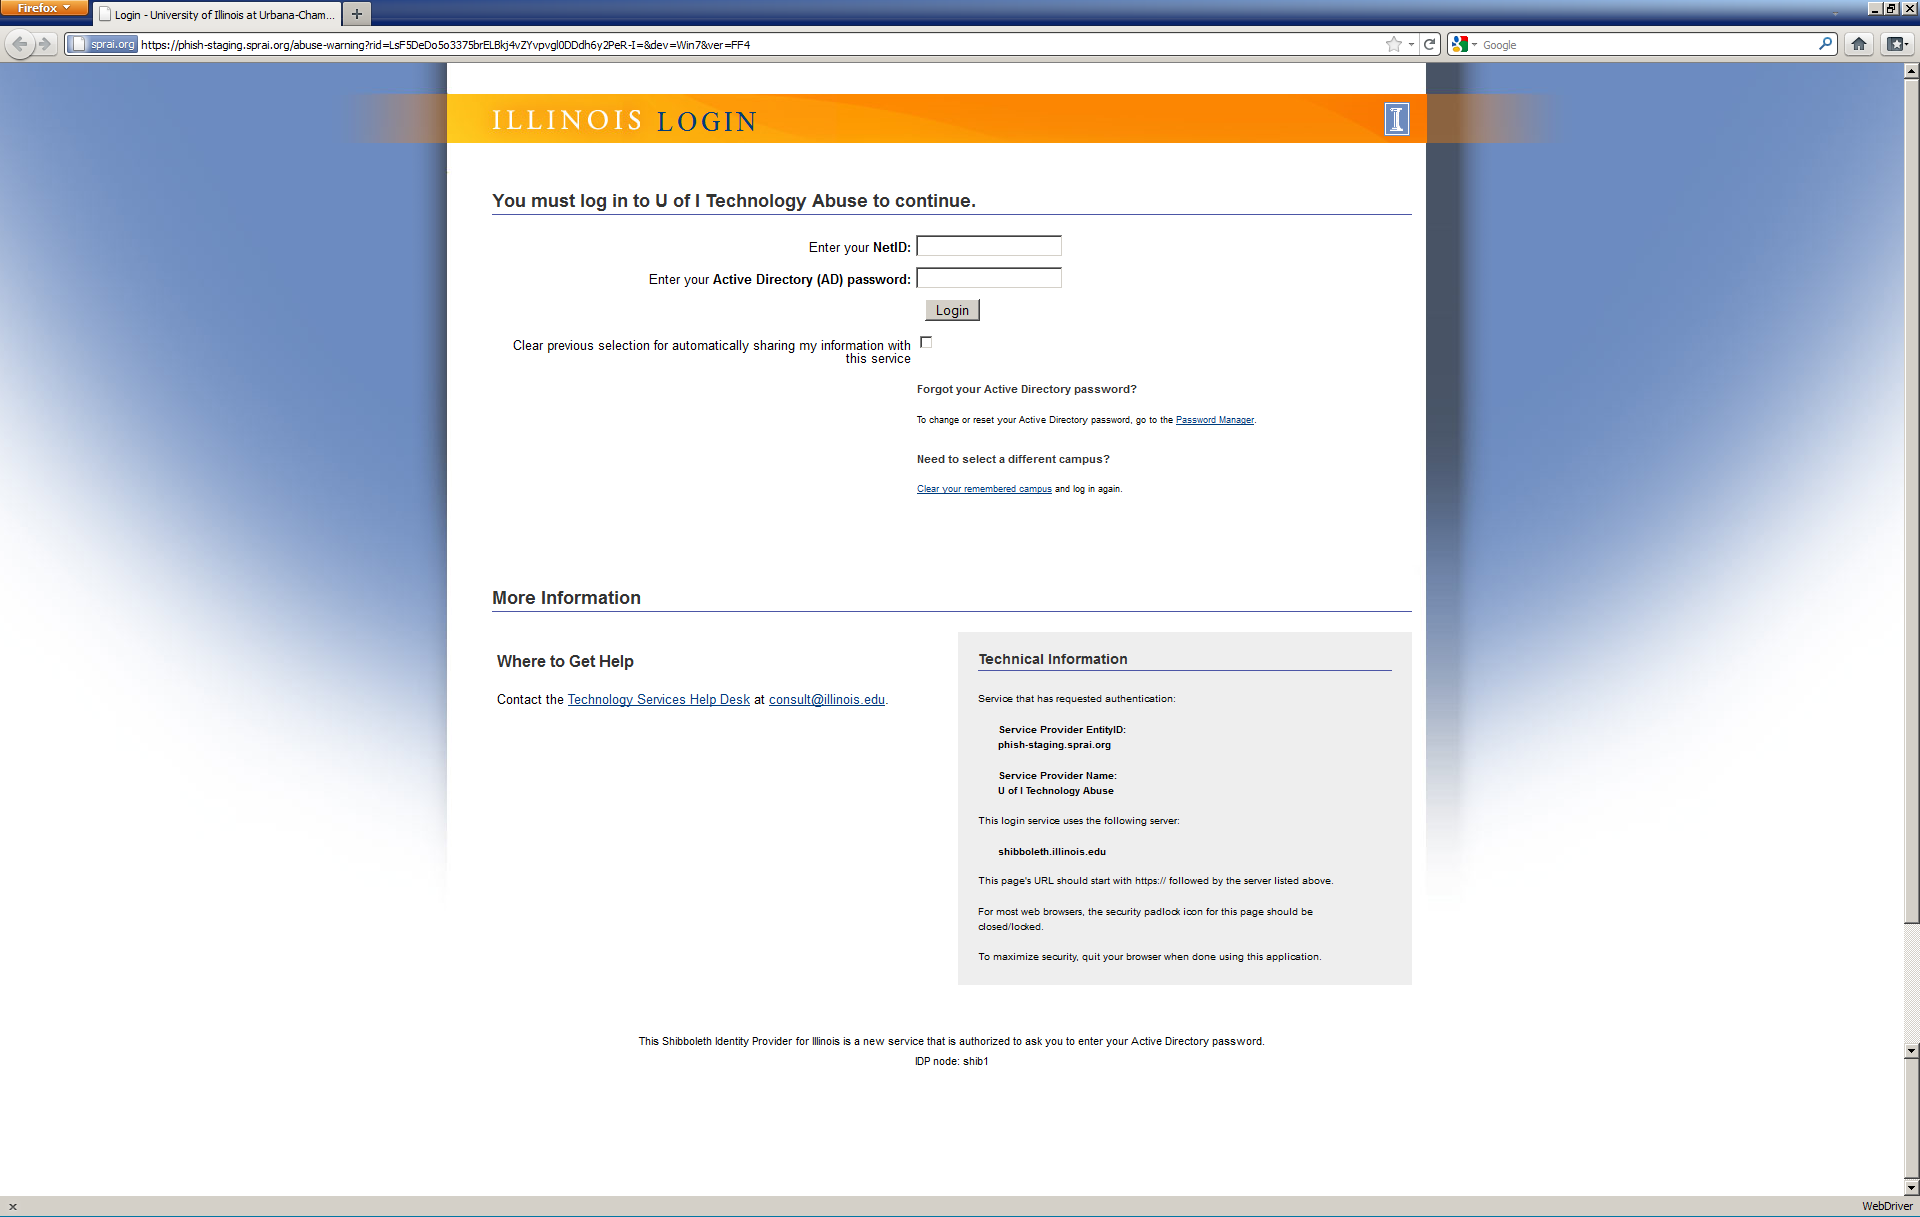 Firefox
Login - University of Illinois at Urbana-Cham...
sprai.org https://phish-staging.sprai.org/abuse-warning?rid=LsF5DeDo5o3375brELBkj4vZYvpvgl0DDdh6y2PeR-I=&dev=Win7&ver=FF4
Google
ILLINOIS LOGIN
You must log in to U of I Technology Abuse to continue.
Enter your NetID:
Enter your Active Directory (AD) password:
Login
Clear previous selection for automatically sharing my information with
this service
Forgot your Active Directory password?
To change or reset your Active Directory password, go to the Password Manager.
Need to select a different campus?
Clear your remembered campus and log in again.
More Information
Where to Get Help
Contact the Technology Services Help Desk at consult@illinois.edu.
Technical Information
Service that has requested authentication:
Service Provider EntityID:
phish-staging.sprai.org
Service Provider Name:
U of I Technology Abuse
This login service uses the following server:
shibboleth.illinois.edu
This page's URL should start with https:// followed by the server listed above.
For most web browsers, the security padlock icon for this page should be
closed/locked.
To maximize security, quit your browser when done using this application.
This Shibboleth Identity Provider for Illinois is a new service that is authorized to ask you to enter your Active Directory password.
IDP node: shib1
WebDriver